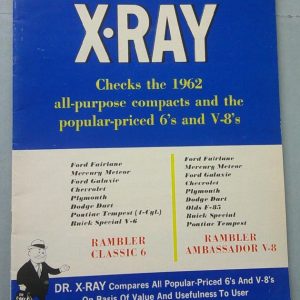 X·RAY
Checks the 1962
all-purpose compacts and the
popular-priced 6's and V-8's
Ford Fairlane
Mercury Meteor
Ford Galaxie
Chevrolet
Plymouth
Dodge Dart
Pontiac Tempest (4-Cyl.)
Buick Special V-6
RAMBLER
CLASSIC 6
Ford Fairlane
Mercury Meteor
Ford Galaxie
Chevrolet
Plymouth
Dodge Dart
Olds F-85
Buick Special
Pontiac Tempest
RAMBLER
AMBASSADOR V-8
DR. X-RAY Compares All Popular-Priced 6's And V-8's
On Basis Of Value And Usefulness To User